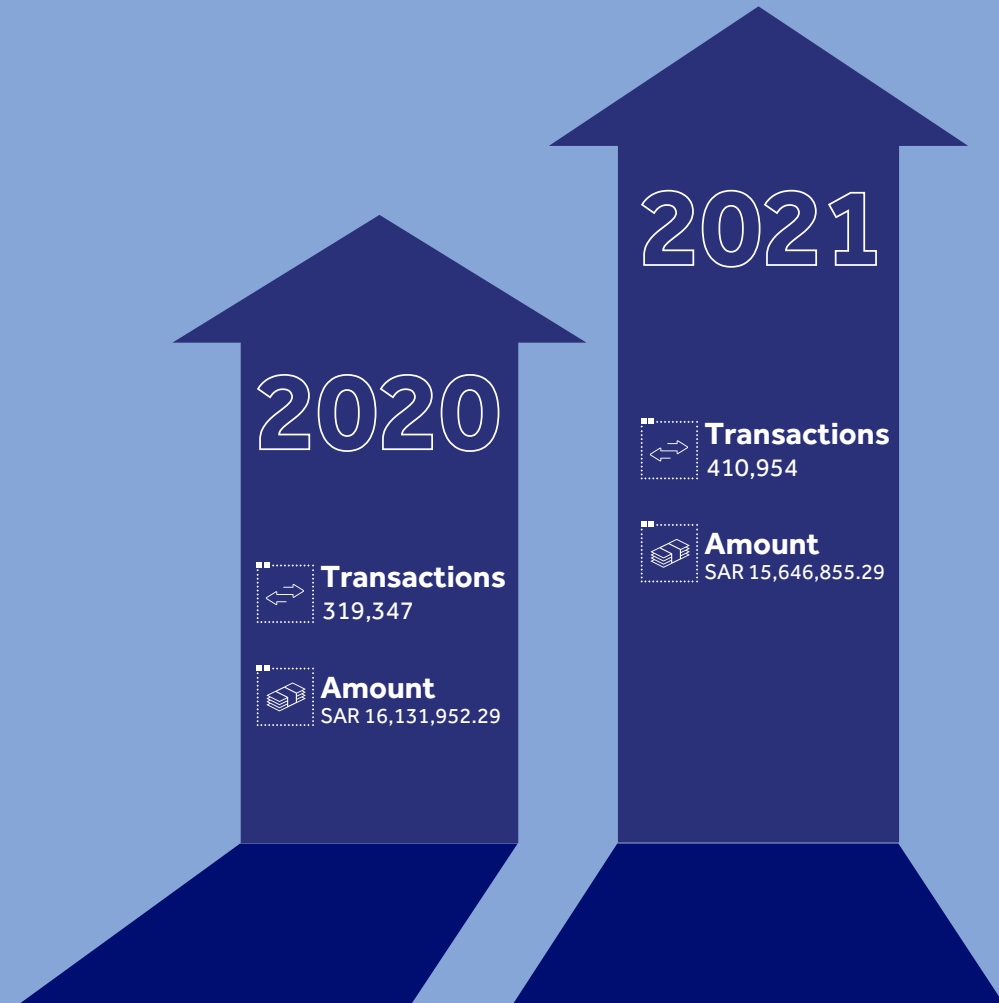 2020
Transactions
319,347
Amount
SAR 16,131,952.29
2021
Transactions
410,954
Amount
SAR 15,646,855.29